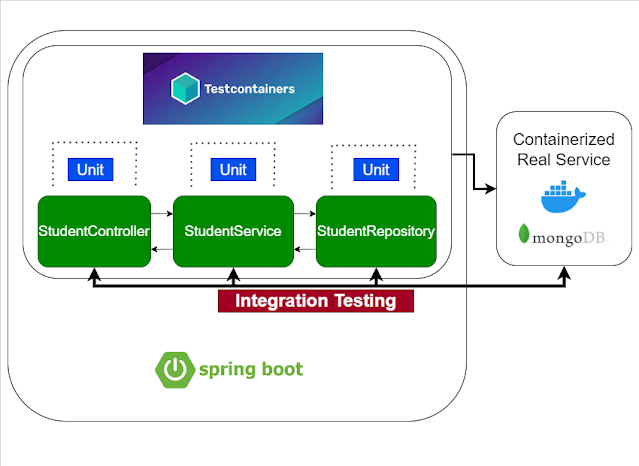 Testcontainers
Containerized
Real Service
Unit
Unit
Unit
StudentController
StudentService
StudentRepository
mongoDB
Integration Testing
spring boot